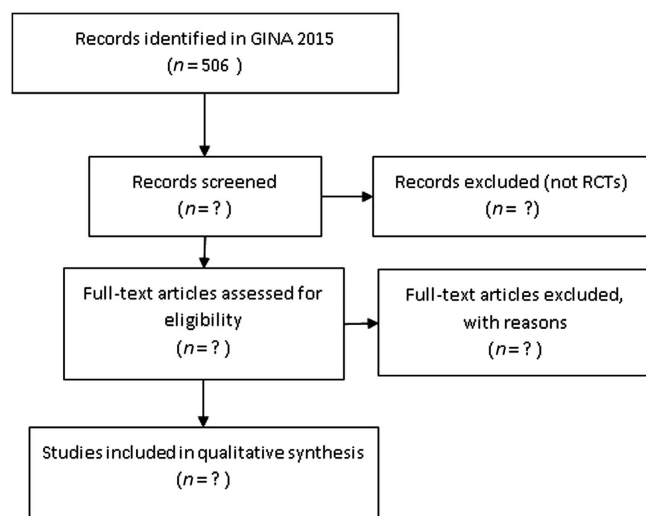 Records identified in GINA 2015
(n = 506 )
Records screened
(n = ? )
Records excluded (not RCTs)
(n = ?)
Full-text articles assessed for
eligibility
(n = ? )
Full-text articles excluded,
with reasons
(n = ? )
Studies included in qualitative synthesis
(n = ? )